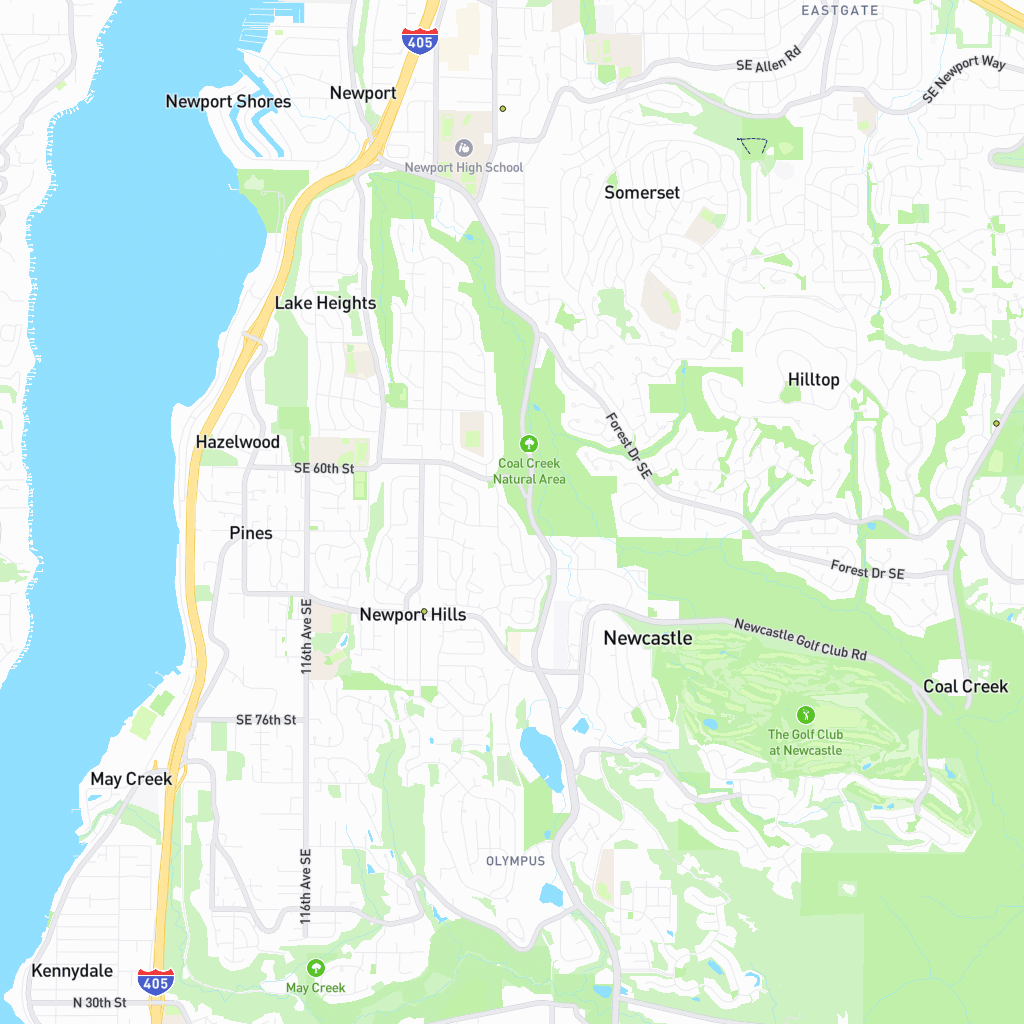 EASTGATE
405
SE Allen Rd
SE Newport Way
Newport
Newport Shores
Newport High School
Somerset
Lake Heights
Hilltop
Hazelwood
Forest Dr SE
SE 60th St
Coal Creek
Natural Area
Pines
Forest Dr SE
116th Ave SE
Newport Hills
Newcastle
Newcastle Golf Club Rd
Coal Creek
SE 76th St
The Golf Club
at Newcastle
May Creek
OLYMPUS
116th Ave SE
Kennydale
405
May Creek
N 30th St